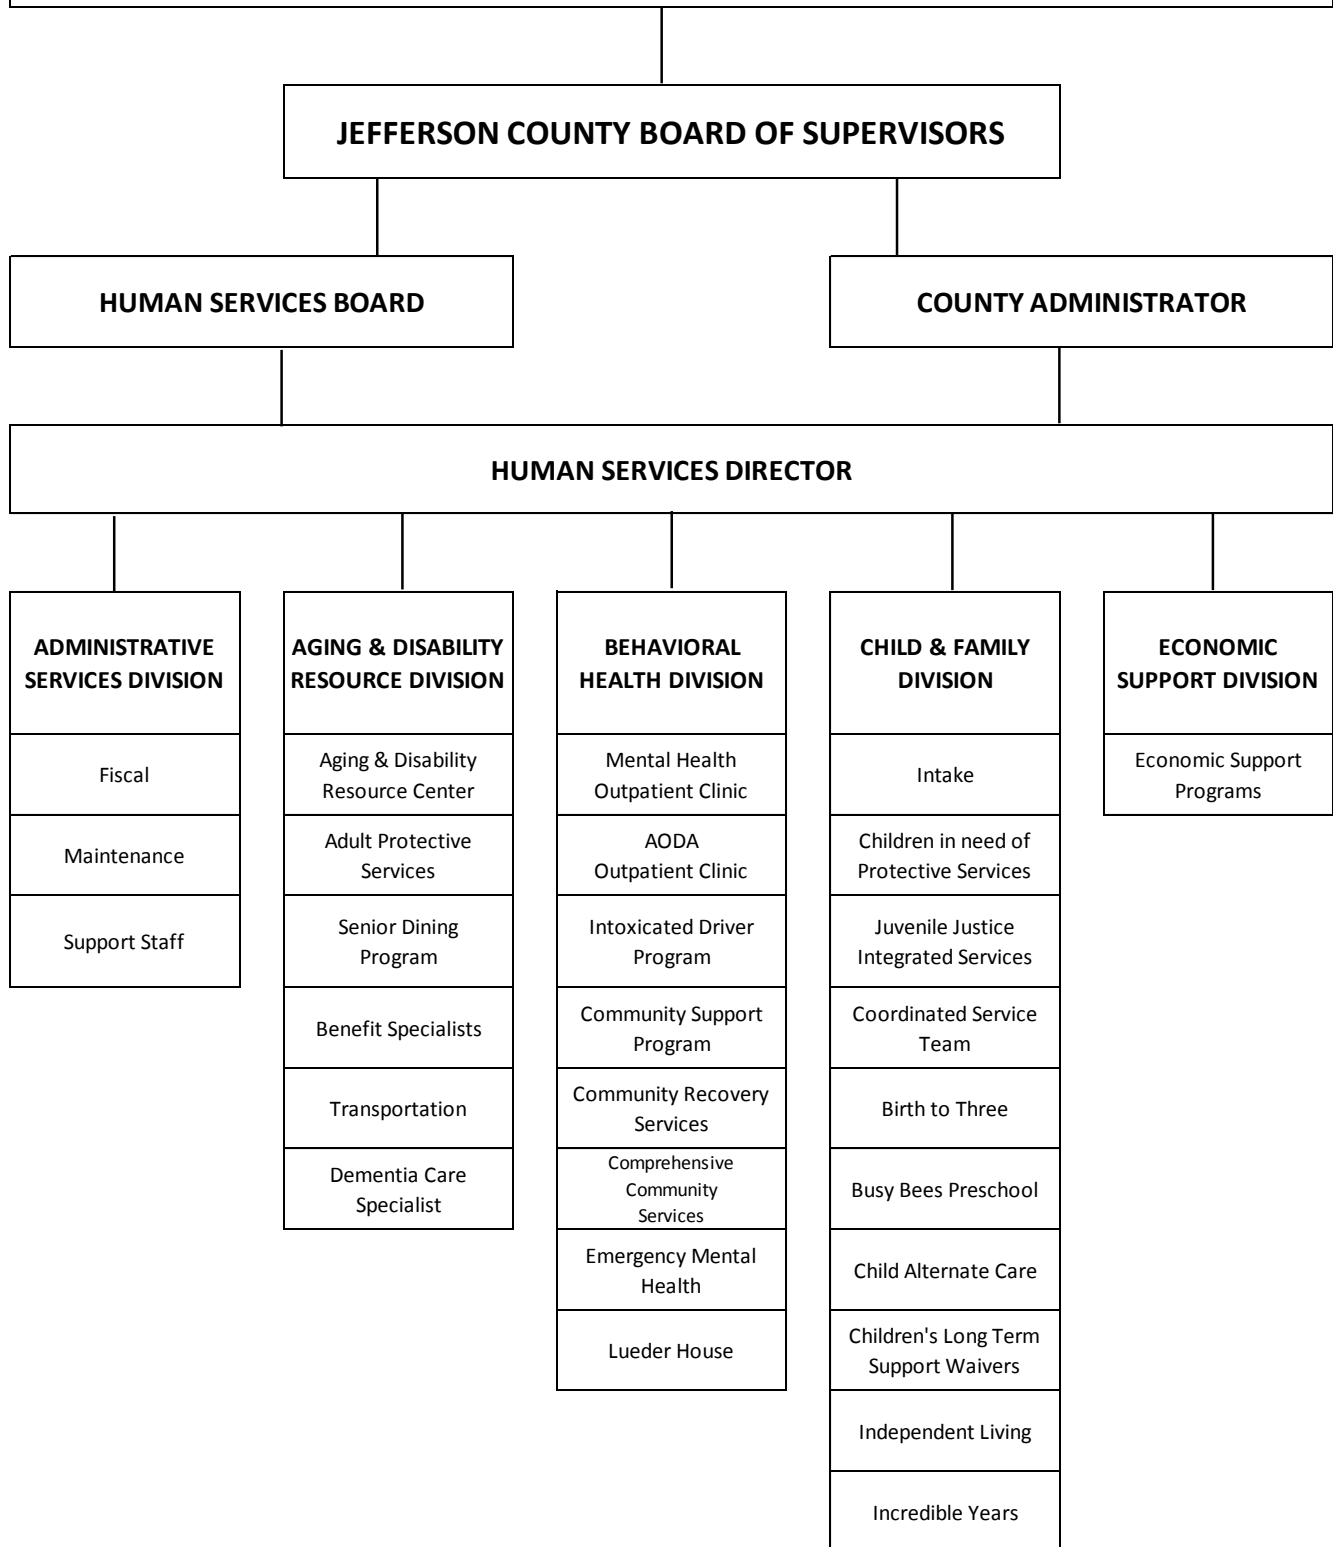 JEFFERSON COUNTY BOARD OF SUPERVISORS
HUMAN SERVICES BOARD
COUNTY ADMINISTRATOR
HUMAN SERVICES DIRECTOR
ADMINISTRATIVE
SERVICES DIVISION
Fiscal
Maintenance
Support Staff
AGING & DISABILITY
RESOURCE DIVISION
Aging & Disability
Resource Center
Adult Protective
Services
Senior Dining
Program
Benefit Specialists
Transportation
Dementia Care
Specialist
BEHAVIORAL
HEALTH DIVISION
Mental Health
Outpatient Clinic
AODA
Outpatient Clinic
Intoxicated Driver
Program
Community Support
Program
Community Recovery
Services
Comprehensive
Community
Services
Emergency Mental
Health
Lueder House
CHILD & FAMILY
DIVISION
Intake
Children in need of
Protective Services
Juvenile Justice
Integrated Services
Coordinated Service
Team
Birth to Three
Busy Bees Preschool
Child Alternate Care
Children's Long Term
Support Waivers
Independent Living
Incredible Years
ECONOMIC
SUPPORT DIVISION
Economic Support
Programs